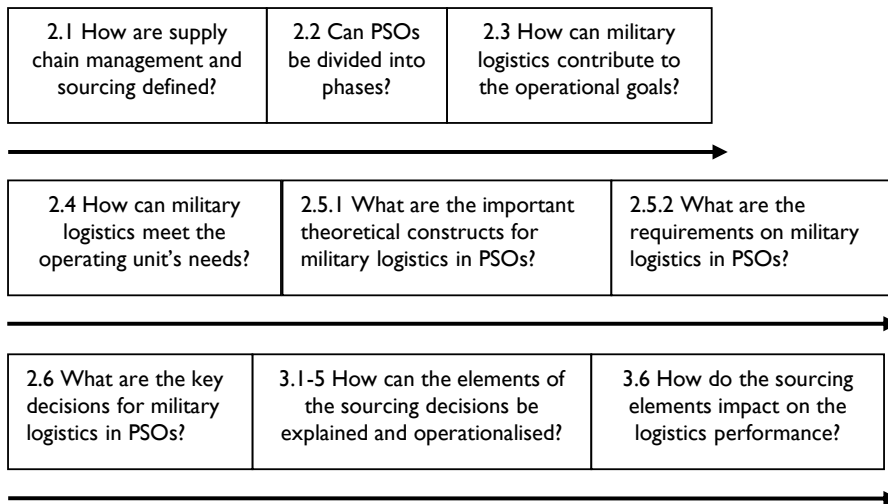 2.1 How are supply
chain management and
sourcing defined?
2.2 Can PSOs
be divided into
phases?
2.3 How can military
logistics contribute to
the operational goals?
2.4 How can military
logistics meet the
operating unit's needs?
2.5.1 What are the important
theoretical constructs for
military logistics in PSOs?
2.5.2 What are the
requirements on military
logistics in PSOs?
2.6 What are the key
decisions for military
logistics in PSOs?
3.1-5 How can the elements of
the sourcing decisions be
explained and operationalised?
3.6 How do the sourcing
elements impact on the
logistics performance?